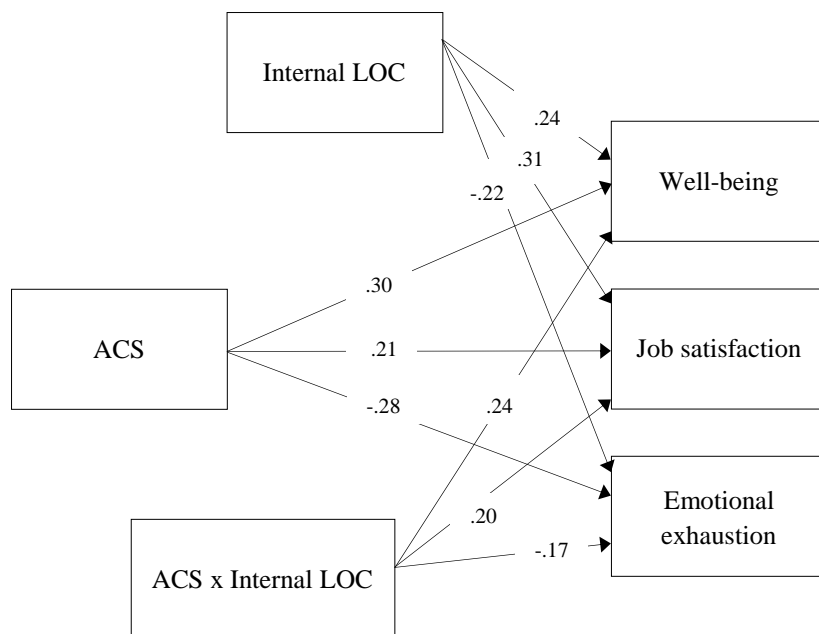 Internal LOC
.24
.31
Well-being
-.22
.30
ACS
.21
Job satisfaction
-.28
.24
Emotional
exhaustion
.20
-.17
ACS x Internal LOC